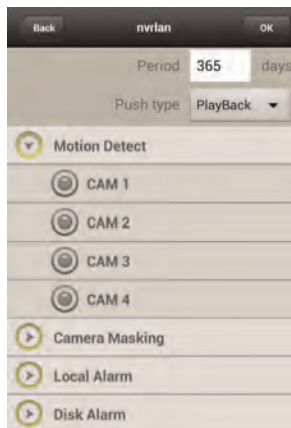 Back nvrlan OK
Period 365 days
Push type PlayBack
Motion Detect
CAM 1
CAM 2
CAM 3
CAM 4
Camera Masking
Local Alarm
Disk Alarm